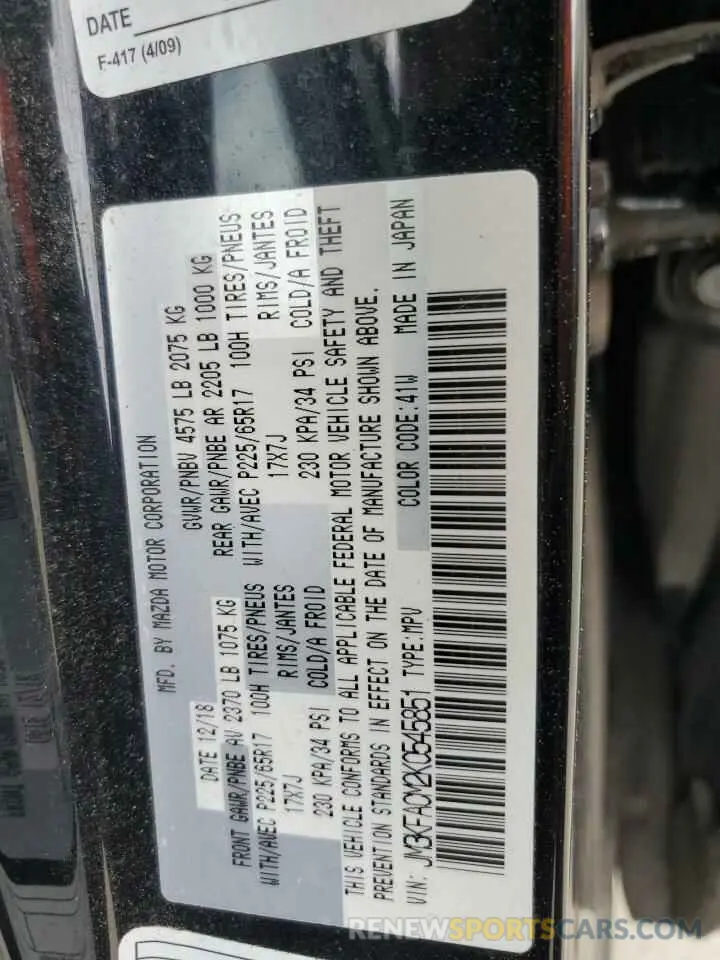 DATE
F-417 (4/09)
MFD. BY MAZDA MOTOR CORPORATION
DATE 12/18 GVWR/PNBV 4575 LB 2075 KG
FRONT GAWR/PNBE AV 2370 LB 1075 KG REAR GAWR/PNBE AR 2205 LB 1000 KG
WITH/AVEC P225/65R17 100H TIRES/PNEUS WITH/AVEC P225/65R17 100H TIRES/PNEUS
17X7J RIMS/JANTES 17X7J RIMS/JANTES
230 KPA/34 PSI COLD/A FROID 230 KPA/34 PSI COLD/A FROID
THIS VEHICLE CONFORMS TO ALL APPLICABLE FEDERAL MOTOR VEHICLE SAFETY AND THEFT
PREVENTION STANDARDS IN EFFECT ON THE DATE OF MANUFACTURE SHOWN ABOVE.
VIN: JM3KFACM2K0545851 TYPE:MPV COLOR CODE:41W MADE IN JAPAN
RENEWSPORTSCARS.COM